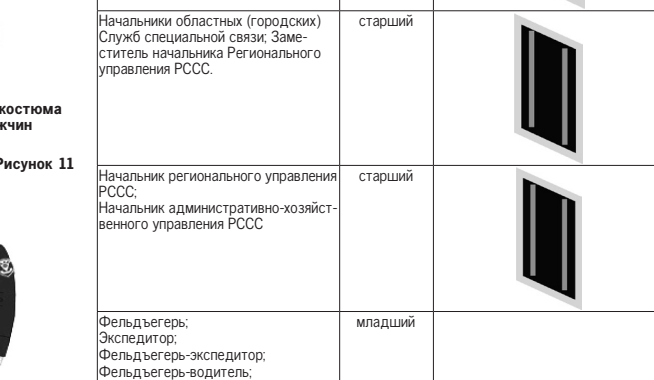 костюма
жчин
Рисунок 11
Начальники областных (городских)
Служб специальной связи; Заме-
ститель начальника Регионального
управления РССС.
старший
Начальник регионального управления
РССС;
Начальник административно-хозяйст-
венного управления РССС
старший
Фельдъегерь;
Экспедитор;
Фельдъегерь-экспедитор;
Фельдъегерь-водитель;
младший